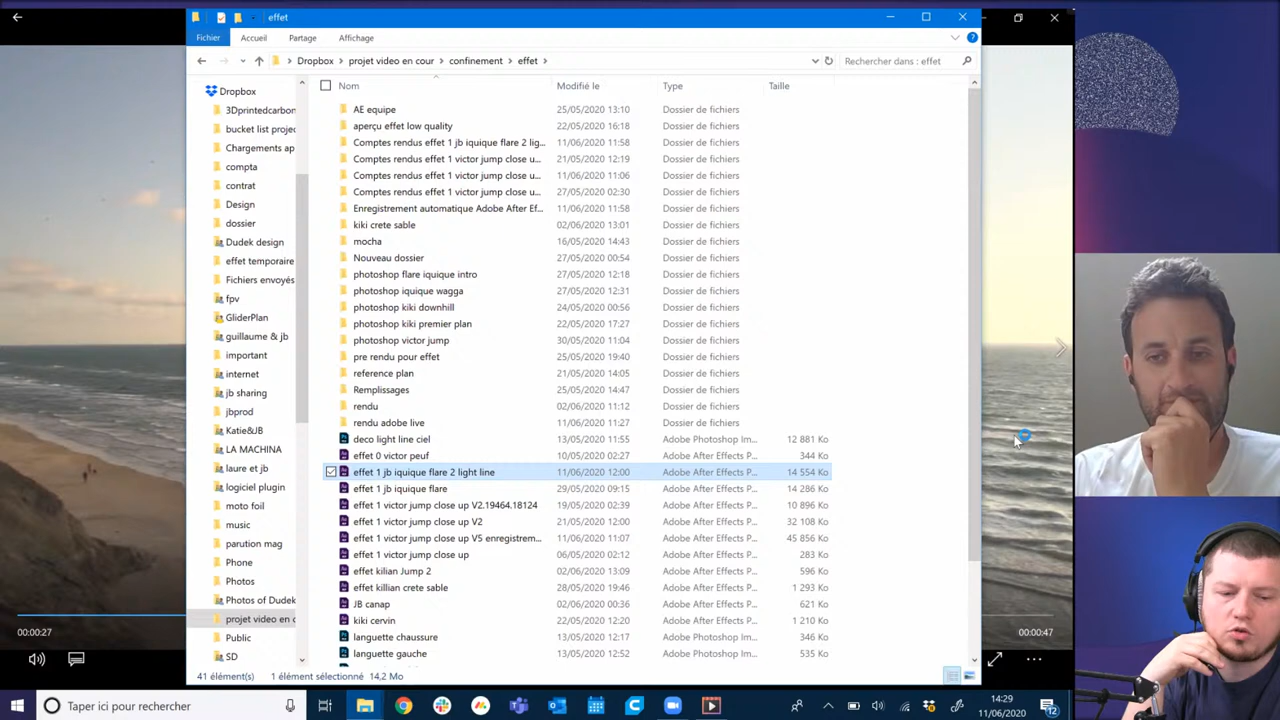 effet
Fichier Accueil Partage Affichage
Dropbox > projet video en cour > confinement > effet >
Rechercher dans : effet
Nom Modifié le Type Taille
Dropbox
3Dprintedcarbon
bucket list projec
Chargements ap
compta
contrat
Design
dossier
Dudek design
effet temporaire
Fichiers envoyés
fpv
GliderPlan
guillaume & jb
important
internet
jb sharing
jbprod
Katie&JB
LA MACHINA
laure et jb
logiciel plugin
moto foil
music
parution mag
Phone
Photos
Photos of Dudek
projet video en c
Public
SD
AE equipe 25/05/2020 13:10 Dossier de fichiers
aperçu effet low quality 22/05/2020 16:18 Dossier de fichiers
Comptes rendus effet 1 jb iquique flare 2 lig... 11/06/2020 11:58 Dossier de fichiers
Comptes rendus effet 1 victor jump close u... 21/05/2020 12:19 Dossier de fichiers
Comptes rendus effet 1 victor jump close u... 11/06/2020 11:06 Dossier de fichiers
Comptes rendus effet 1 victor jump close u... 27/05/2020 02:30 Dossier de fichiers
Enregistrement automatique Adobe After Ef... 11/06/2020 11:58 Dossier de fichiers
kiki crete sable 02/06/2020 13:01 Dossier de fichiers
mocha 16/05/2020 14:43 Dossier de fichiers
Nouveau dossier 27/05/2020 00:54 Dossier de fichiers
photoshop flare iquique intro 27/05/2020 12:18 Dossier de fichiers
photoshop iquique wagga 27/05/2020 12:31 Dossier de fichiers
photoshop kiki downhill 24/05/2020 00:56 Dossier de fichiers
photoshop kiki premier plan 22/05/2020 17:27 Dossier de fichiers
photoshop victor jump 30/05/2020 11:04 Dossier de fichiers
pre rendu pour effet 25/05/2020 19:40 Dossier de fichiers
reference plan 21/05/2020 14:05 Dossier de fichiers
Remplissages 25/05/2020 14:47 Dossier de fichiers
rendu 02/06/2020 11:12 Dossier de fichiers
rendu adobe live 11/06/2020 11:27 Dossier de fichiers
deco light line ciel 13/05/2020 11:55 Adobe Photoshop Im... 12 881 Ko
effet 0 victor peuf 10/05/2020 02:27 Adobe After Effects P... 344 Ko
effet 1 jb iquique flare 2 light line 11/06/2020 12:00 Adobe After Effects P... 14 554 Ko
effet 1 jb iquique flare 29/05/2020 09:15 Adobe After Effects P... 14 286 Ko
effet 1 victor jump close up V2.19464.18124 19/05/2020 02:39 Adobe After Effects P... 10 896 Ko
effet 1 victor jump close up V2 21/05/2020 12:00 Adobe After Effects P... 32 108 Ko
effet 1 victor jump close up V5 enregistrem... 11/06/2020 11:07 Adobe After Effects P... 45 856 Ko
effet 1 victor jump close up 06/05/2020 02:12 Adobe After Effects P... 283 Ko
effet kilian Jump 2 02/06/2020 13:09 Adobe After Effects P... 596 Ko
effet killian crete sable 28/05/2020 19:46 Adobe After Effects P... 1 293 Ko
JB canap 02/06/2020 00:36 Adobe After Effects P... 621 Ko
kiki cervin 22/05/2020 12:20 Adobe After Effects P... 1 210 Ko
languette chaussure 13/05/2020 12:17 Adobe Photoshop Im... 346 Ko
languette gauche 13/05/2020 12:52 Adobe Photoshop Im... 535 Ko
00:00:27
00:00:47
41 élément(s) 1 élément sélectionné 14,2 Mo
Taper ici pour rechercher
14:29
11/06/2020
12